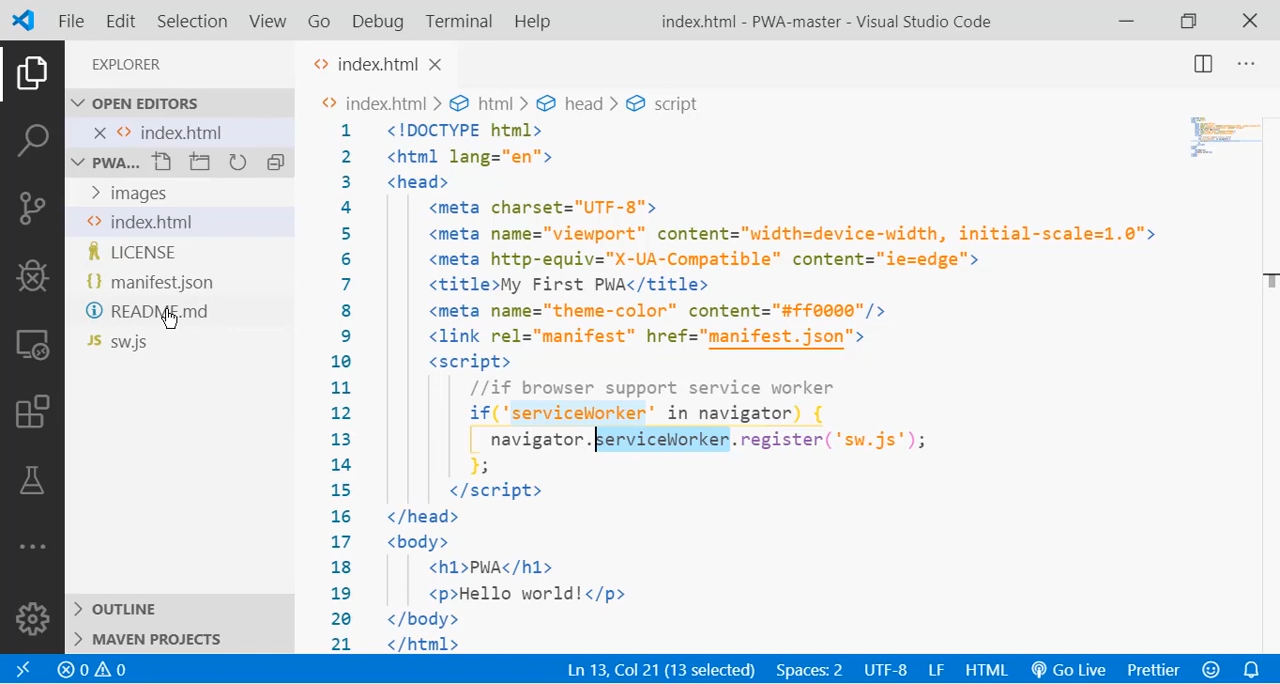 File Edit Selection View Go Debug Terminal Help index.html - PWA-master - Visual Studio Code
EXPLORER
OPEN EDITORS
index.html
PWA...
images
index.html
LICENSE
manifest.json
README.md
JS sw.js
OUTLINE
MAVEN PROJECTS
index.html
index.html > html > head > script
1 <!DOCTYPE html>
2 <html lang="en">
3 <head>
4 <meta charset="UTF-8">
5 <meta name="viewport" content="width=device-width, initial-scale=1.0">
6 <meta http-equiv="X-UA-Compatible" content="ie=edge">
7 <title>My First PWA</title>
8 <meta name="theme-color" content="#ff0000"/>
9 <link rel="manifest" href="manifest.json">
10 <script>
11 //if browser support service worker
12 if('serviceWorker' in navigator) {
13 navigator.serviceWorker.register('sw.js');
14 };
15 </script>
16 </head>
17 <body>
18 <h1>PWA</h1>
19 <p>Hello world!</p>
20 </body>
21 </html>
0 0 Ln 13, Col 21 (13 selected) Spaces: 2 UTF-8 LF HTML Go Live Prettier